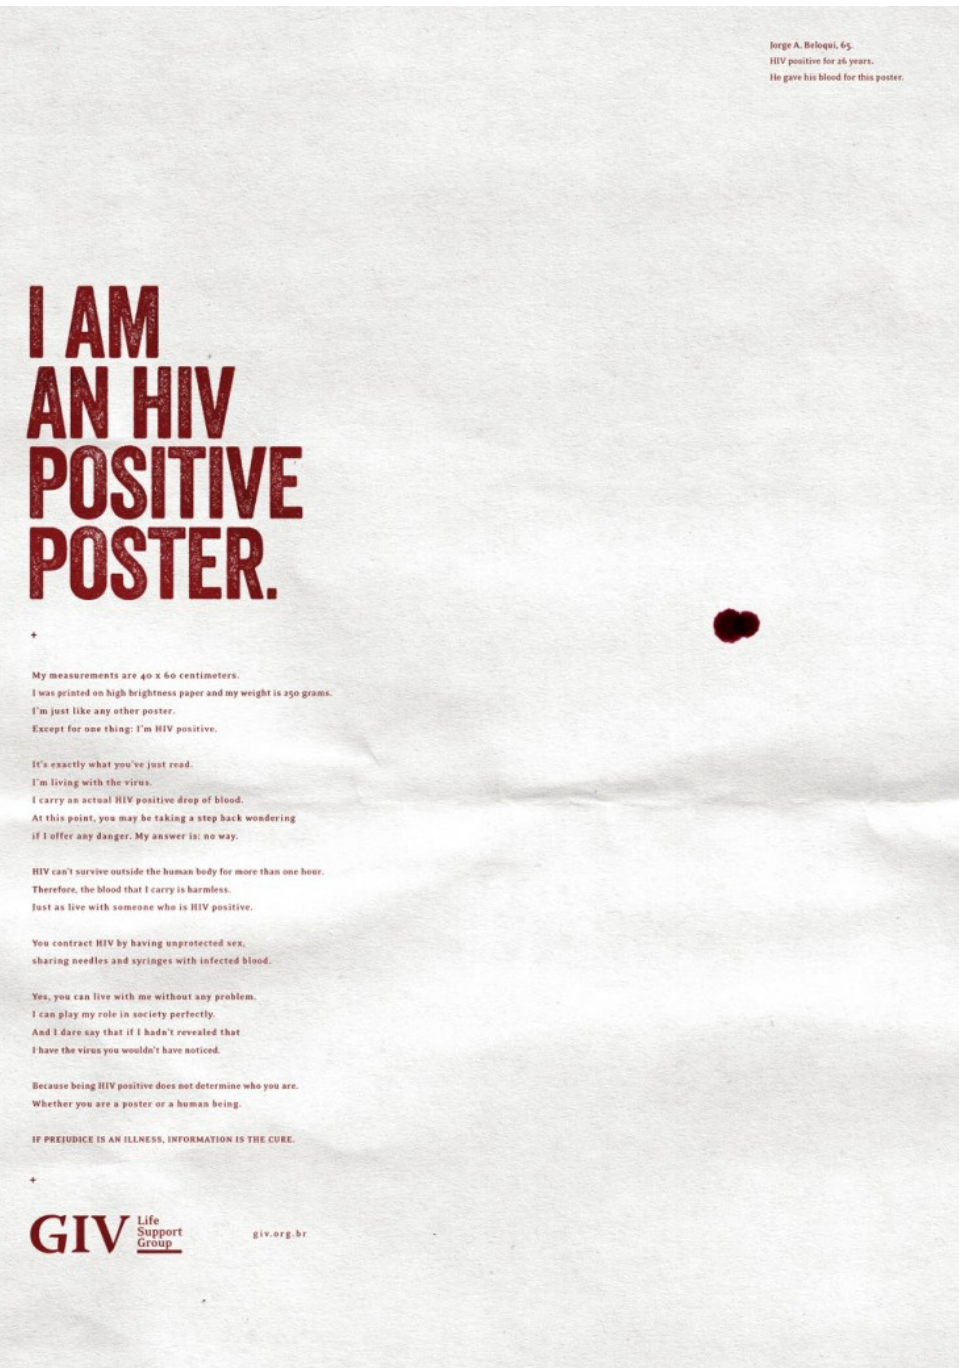 Jorge A. Beloqui, 65.
HIV positive for 26 years.
He gave his blood for this poster.
I AM
AN HIV
POSITIVE
POSTER.
+
My measurements are 40 x 60 centimeters.
I was printed on high brightness paper and my weight is 250 grams.
I'm just like any other poster.
Except for one thing: I'm HIV positive.
It's exactly what you've just read.
I'm living with the virus.
I carry an actual HIV positive drop of blood.
At this point, you may be taking a step back wondering
if I offer any danger. My answer is: no way.
HIV can't survive outside the human body for more than one hour.
Therefore, the blood that I carry is harmless.
Just as live with someone who is HIV positive.
You contract HIV by having unprotected sex,
sharing needles and syringes with infected blood.
Yes, you can live with me without any problem.
I can play my role in society perfectly.
And I dare say that if I hadn't revealed that
I have the virus you wouldn't have noticed.
Because being HIV positive does not determine who you are.
Whether you are a poster or a human being.
IF PREJUDICE IS AN ILLNESS, INFORMATION IS THE CURE.
+
GIV Life
Support
Group
giv.org.br